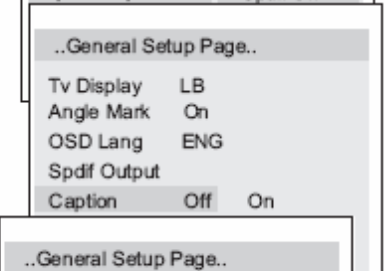 ..General Setup Page..
Tv Display LB
Angle Mark On
OSD Lang ENG
Spdif Output
Caption Off On
..General Setup Page..